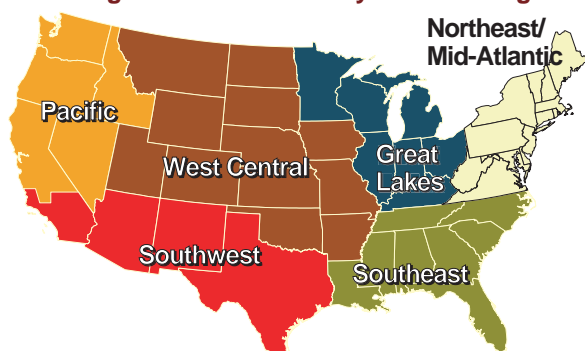 Northeast/
Mid-Atlantic
Pacific
West Central
Great
Lakes
Southwest
Southeast